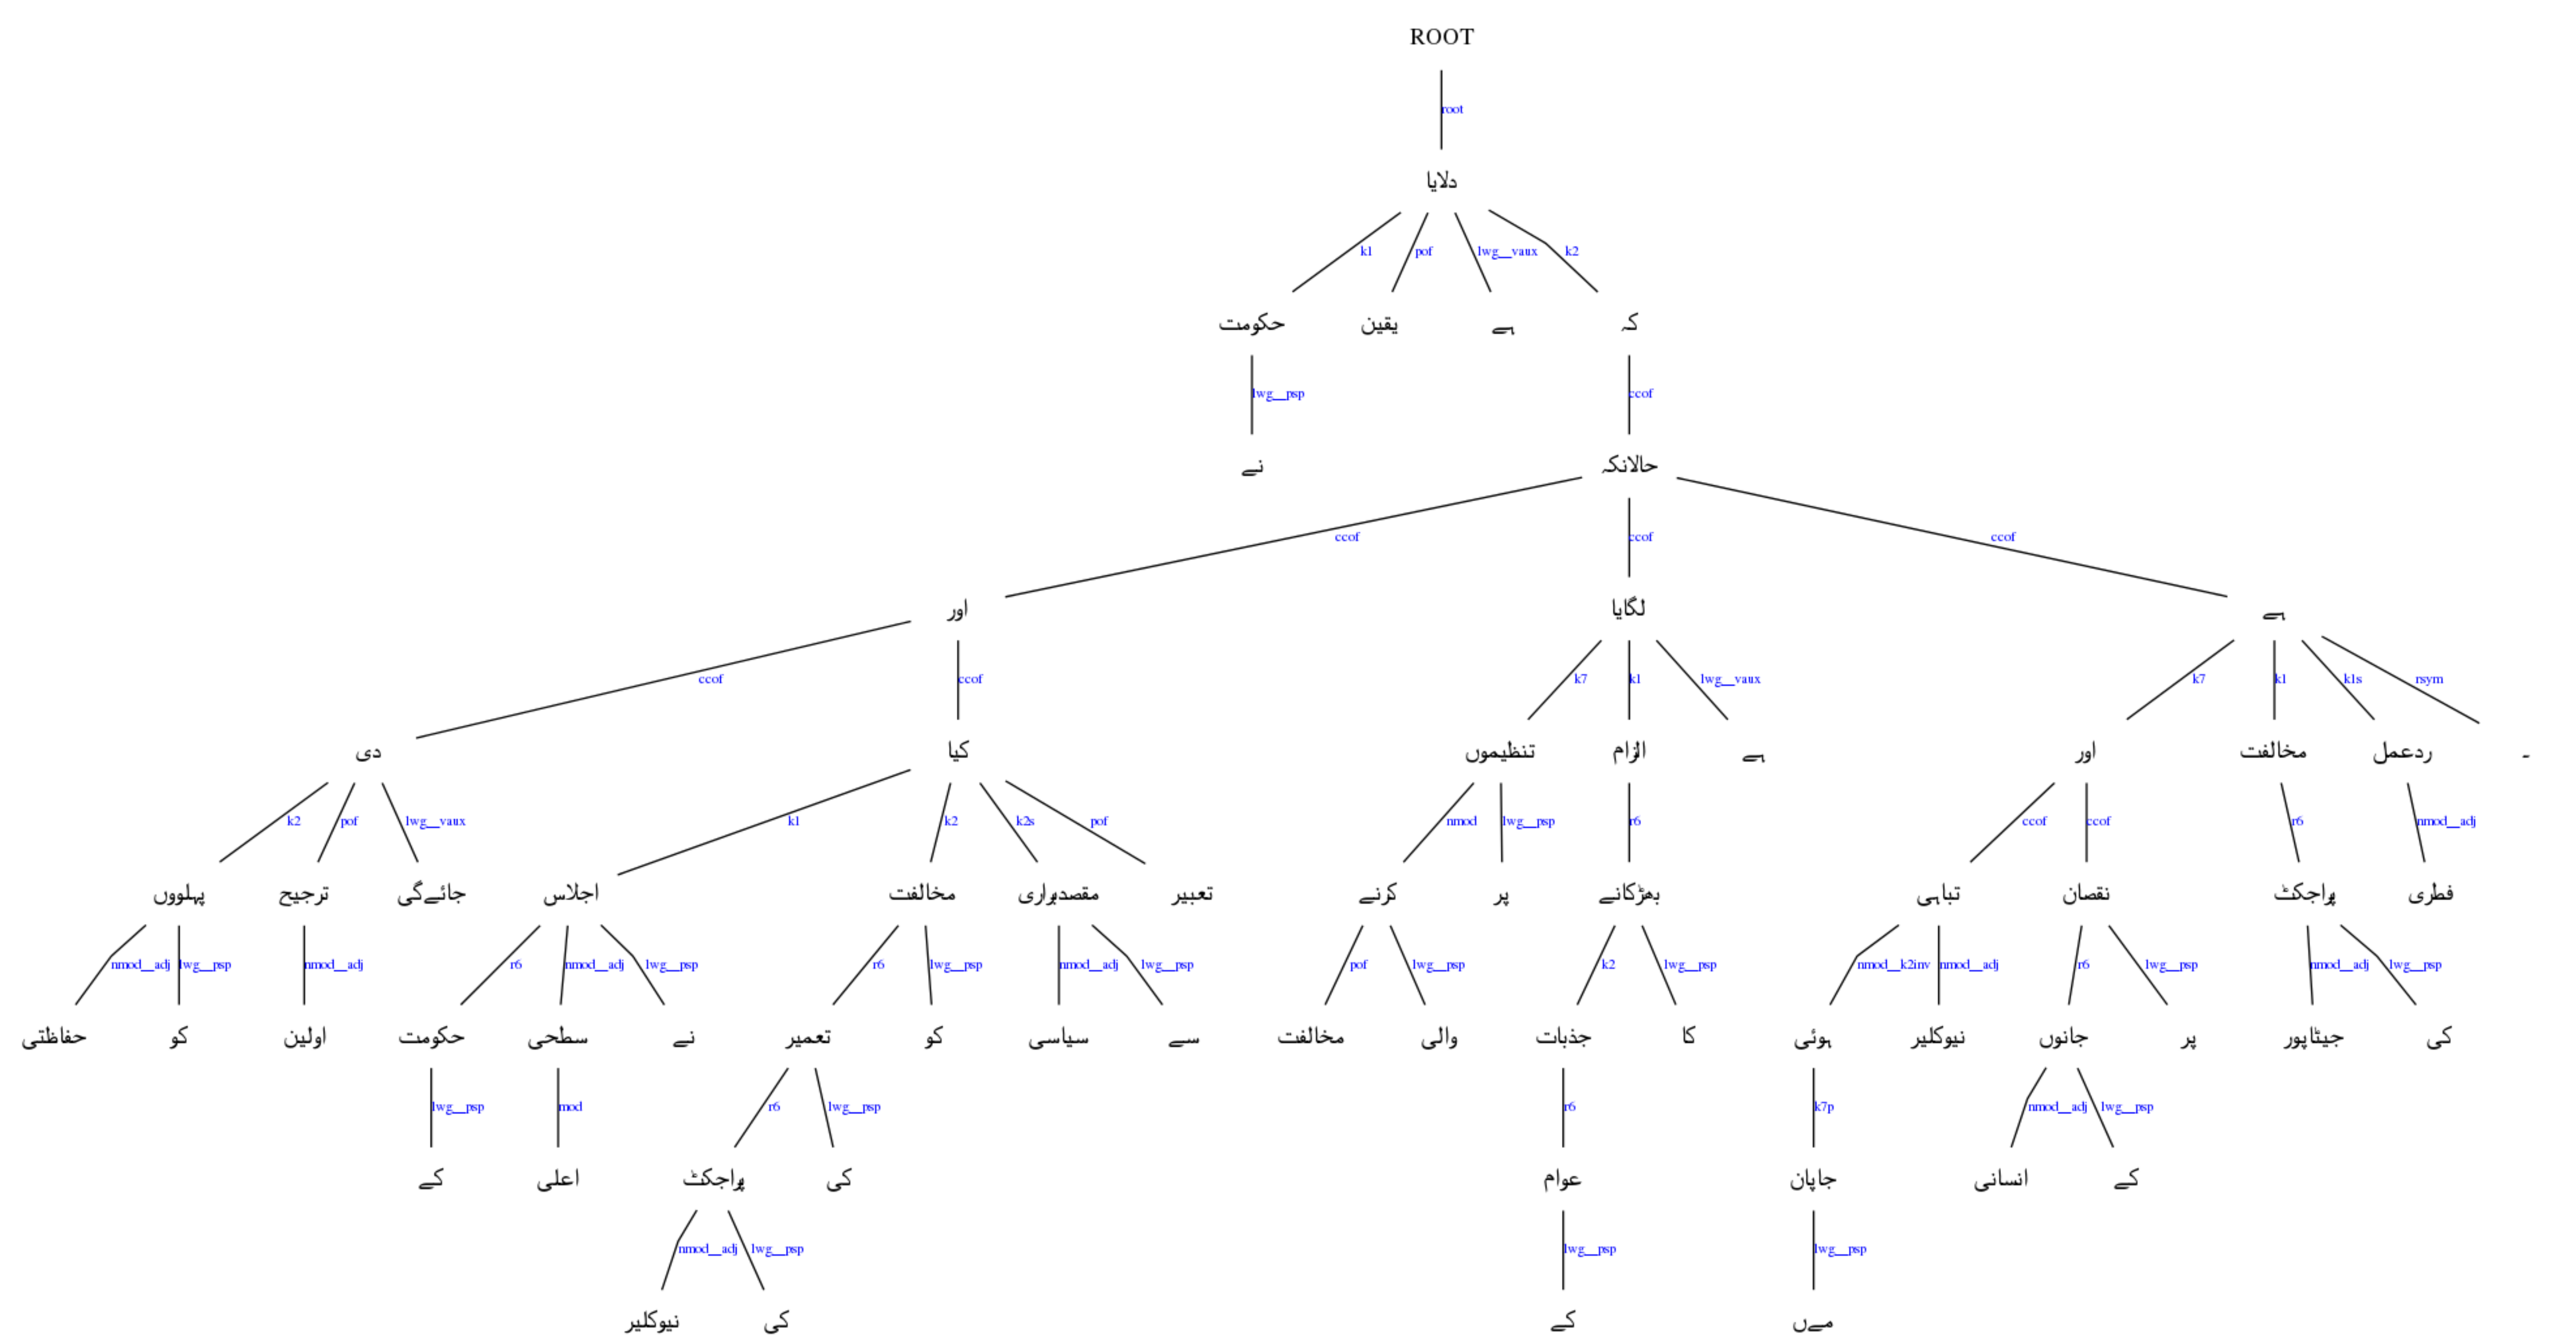 ROOT
root
دلایا
k1 pof lwg__vaux k2
حکومت یقین ہے کہ
lwg__psp ccof
نے حالانکہ
ccof ccof ccof
اور لگایا ہے
ccof ccof k7 k1 lwg__vaux k7 k1 k1s rsym
دی کیا تنظیموں الزام ہے اور مخالفت ردعمل ۔
k2 pof lwg__vaux k1 k2 k2s pof nmod lwg__psp r6 ccof ccof r6 nmod__adj
پہلووں ترجیح جائےگی اجلاس مخالفت مقصدبراری تعبیر کرنے پر بھڑکانے تباہی نقصان پراجکٹ فطری
nmod__adj lwg__psp nmod__adj r6 nmod__adj lwg__psp r6 lwg__psp nmod__adj lwg__psp pof lwg__psp k2 lwg__psp nmod__k2inv nmod__adj r6 lwg__psp nmod__adj lwg__psp
حفاظتی کو اولین حکومت سطحی نے تعمیر کو سیاسی سے مخالفت والی جذبات کا ہوئی نیوکلیر جانوں پر جیٹاپور کی
lwg__psp mod r6 lwg__psp r6 k7p nmod__adj lwg__psp
کے اعلی پراجکٹ کی عوام جاپان انسانی کے
nmod__adj lwg__psp lwg__psp lwg__psp
نیوکلیر کی کے مےں